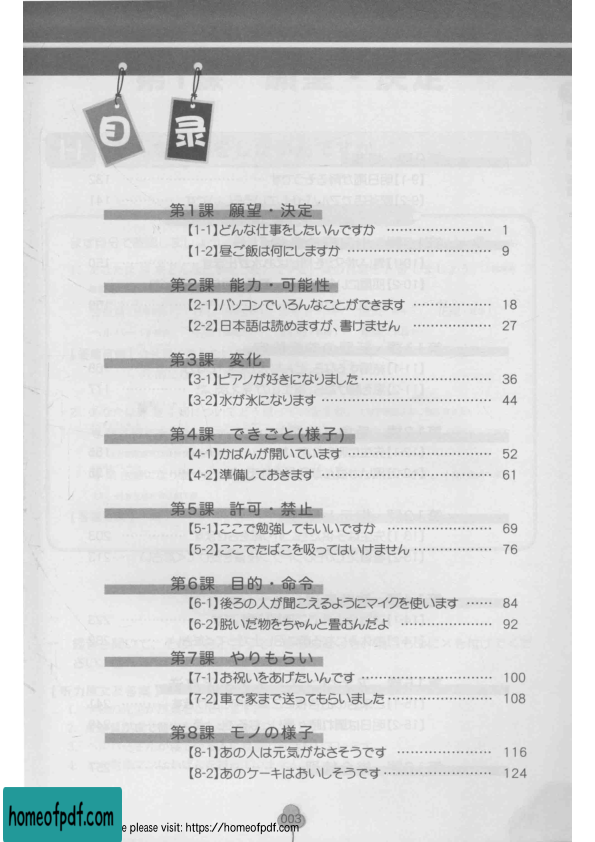 目录
第1課 願望・決定
【1-1】どんな仕事をしたいんですか ……………………… 1
【1-2】昼ご飯は何にしますか ……………………… 9
第2課 能力・可能性
【2-1】パソコンでいろんなことができます ……………… 18
【2-2】日本語は読めますが、書けません ……………… 27
第3課 変化
【3-1】ピアノが好きになりました ……………………… 36
【3-2】水が氷になります ……………………… 44
第4課 できごと(様子)
【4-1】かばんが開いています ……………………… 52
【4-2】準備しておきます ……………………… 61
第5課 許可・禁止
【5-1】ここで勉強してもいいですか ……………………… 69
【5-2】ここでたばこを吸ってはいけません ……………… 76
第6課 目的・命令
【6-1】後ろの人が聞こえるようにマイクを使います …… 84
【6-2】脱いだ物をちゃんと畳むんだよ ……………… 92
第7課 やりもらい
【7-1】お祝いをあげたいんです ……………………… 100
【7-2】車で家まで送ってもらいました ……………… 108
第8課 モノの様子
【8-1】あの人は元気がなさそうです ……………… 116
【8-2】あのケーキはおいしそうです ……………… 124
003
homeofpdf.com
e please visit: https://homeofpdf.com